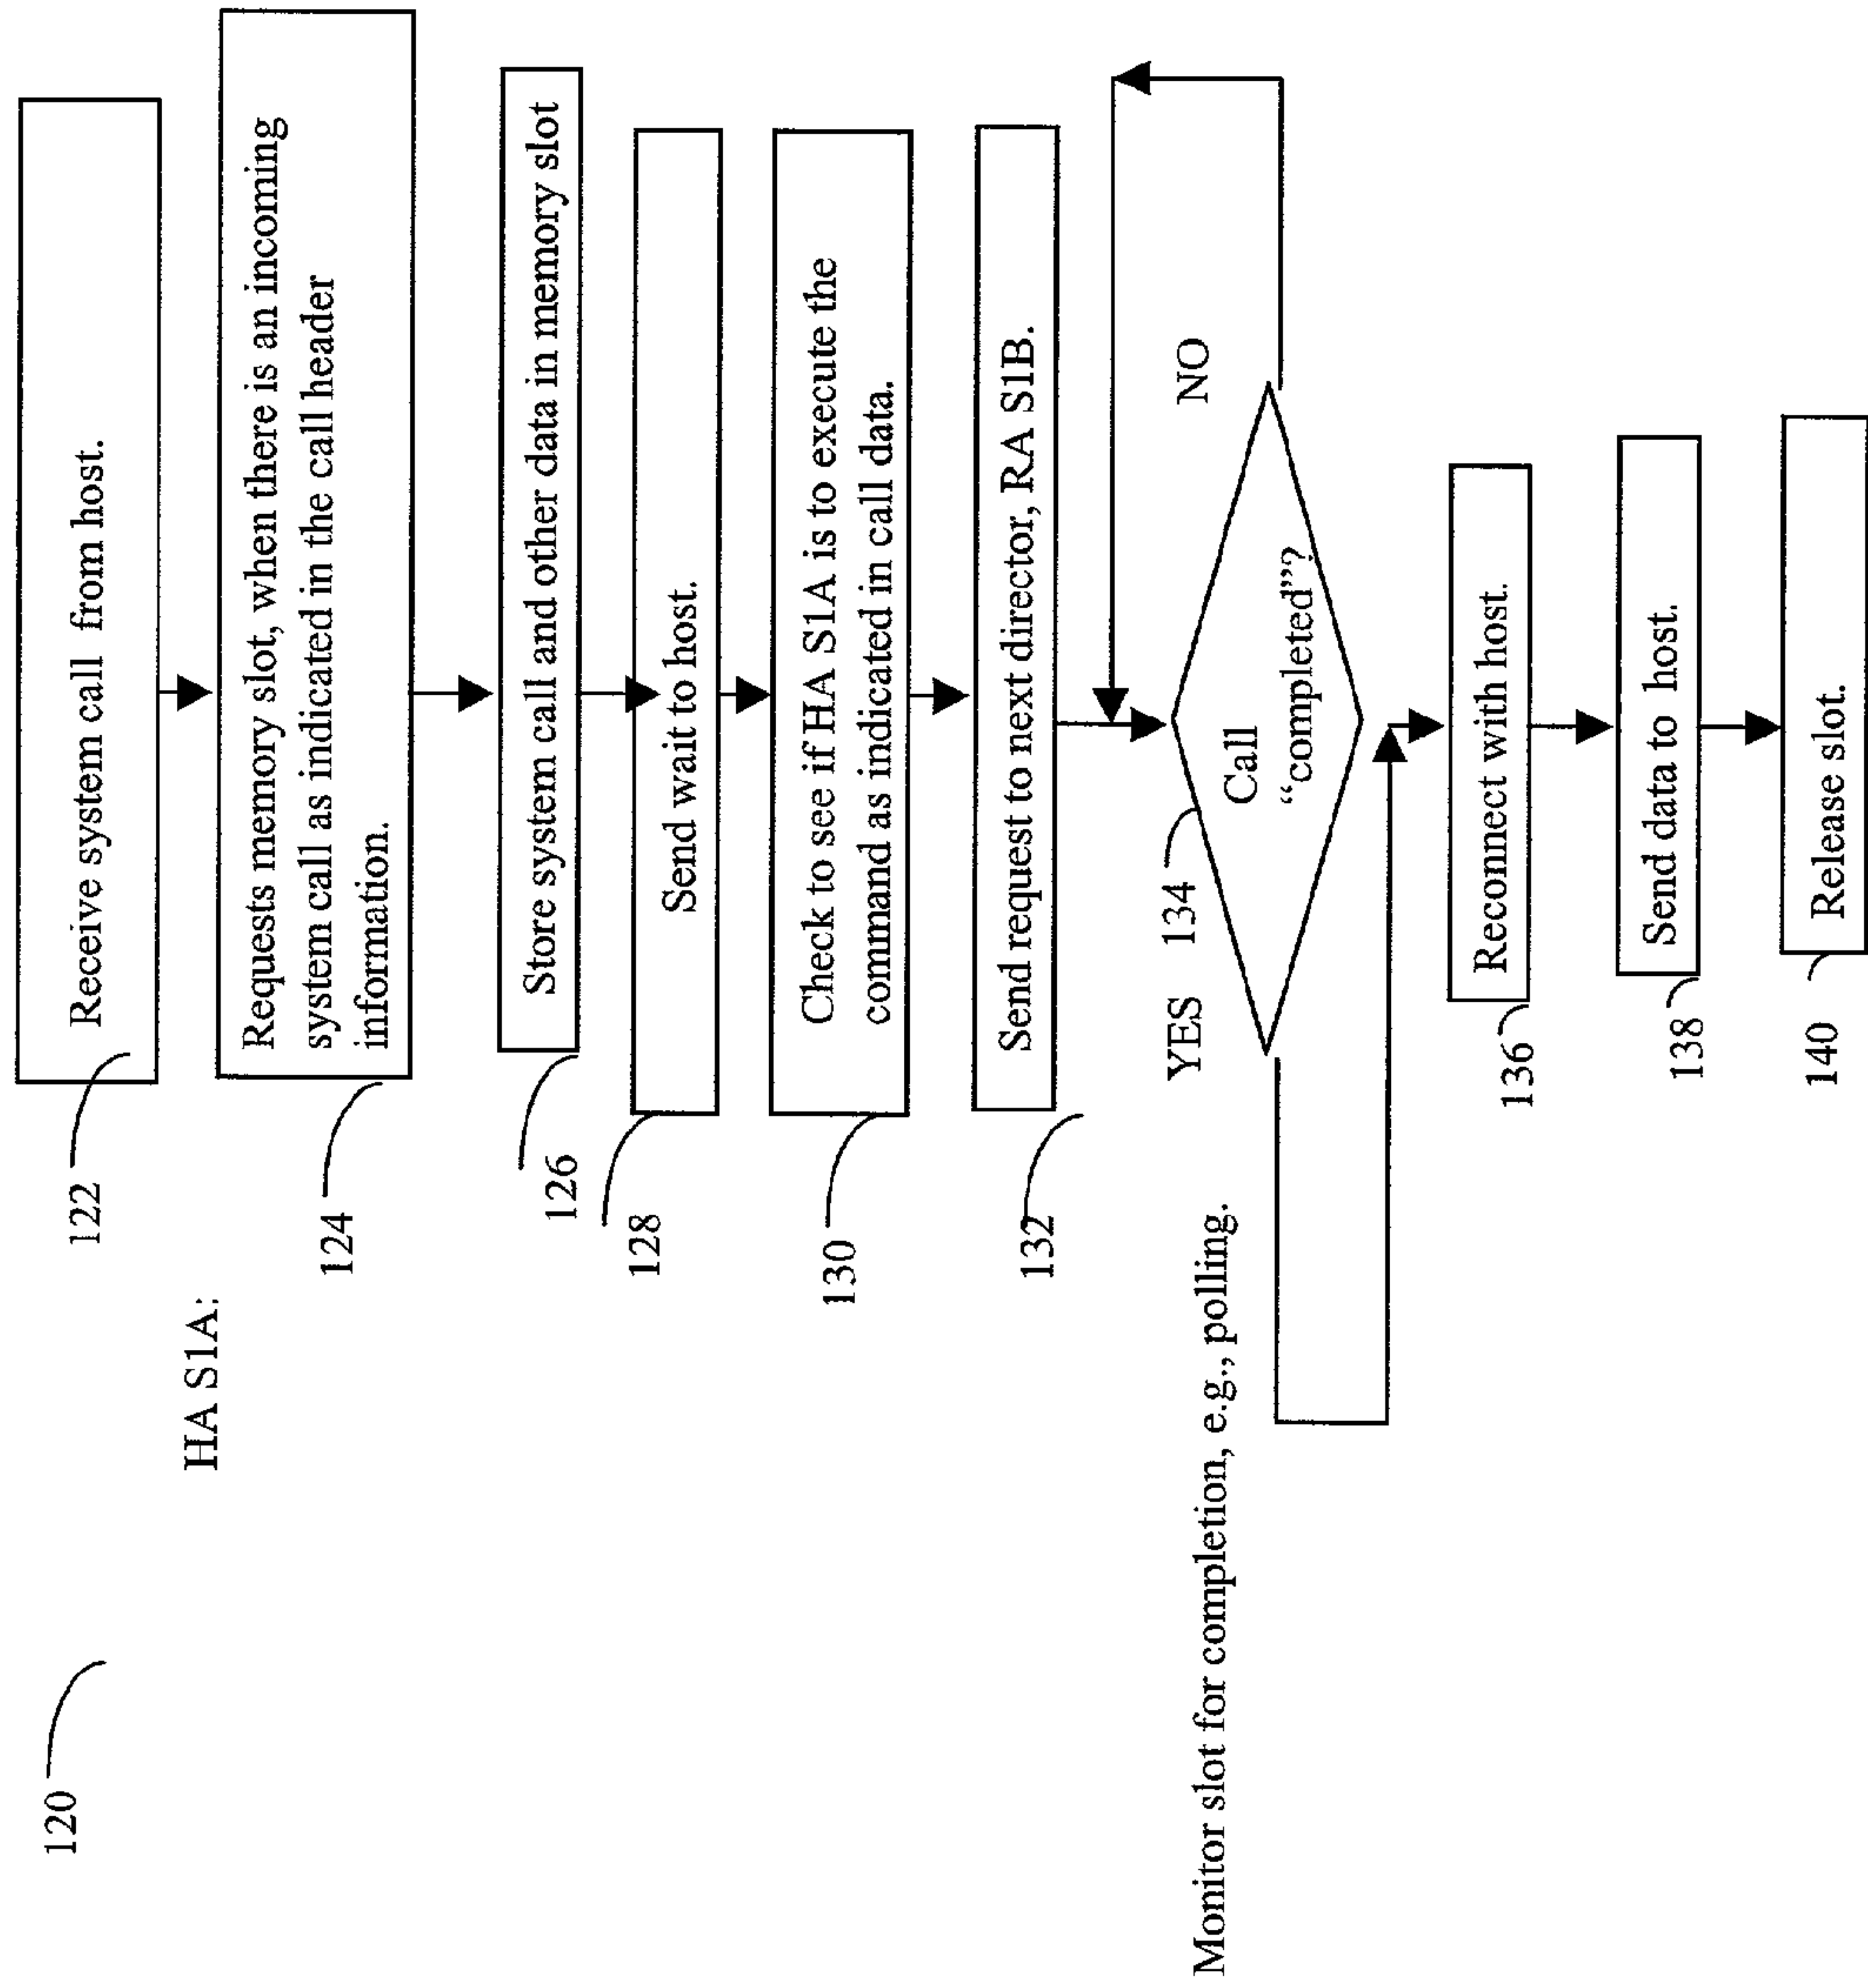 120
HA S1A:
122
Receive system call from host.
124
Requests memory slot, when there is an incoming
system call as indicated in the call header
information.
126
Store system call and other data in memory slot
128
Send wait to host.
130
Check to see if HA S1A is to execute the
command as indicated in call data.
132
Send request to next director, RA S1B.
Monitor slot for completion, e.g., polling.
YES
134
NO
Call
“completed”?
136
Reconnect with host.
138
Send data to host.
140
Release slot.